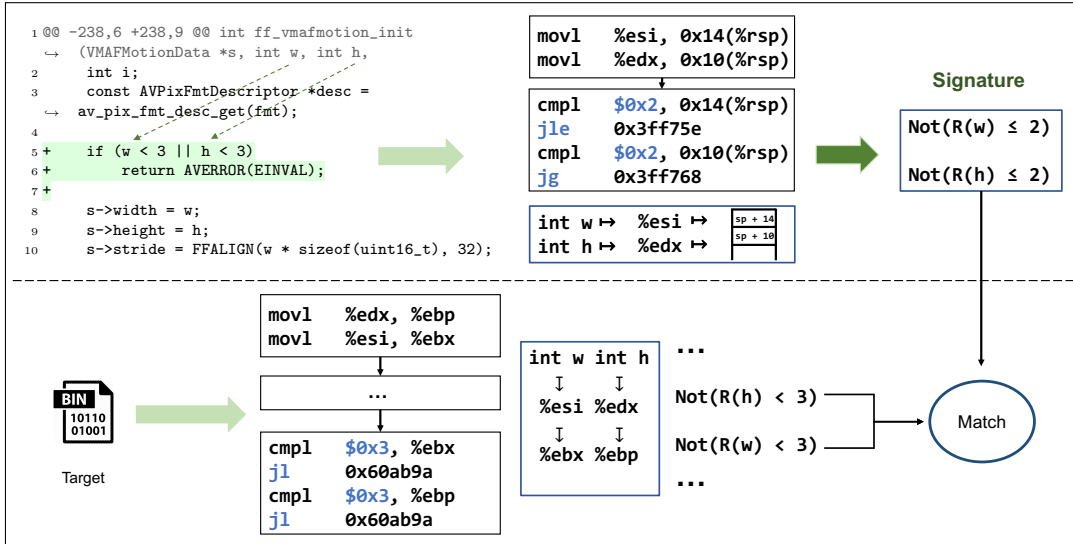 1 @@ -238,6 +238,9 @@ int ff_vmafmotion_init
↪ (VMAFMotionData *s, int w, int h,
2 int i;
3 const AVPixFmtDescriptor *desc =
↪ av_pix_fmt_desc_get(fmt);
4
5 + if (w < 3 || h < 3)
6 + return AVERROR(EINVAL);
7 +
8 s->width = w;
9 s->height = h;
10 s->stride = FFALIGN(w * sizeof(uint16_t), 32);
movl %esi, 0x14(%rsp)
movl %edx, 0x10(%rsp)
cmpl $0x2, 0x14(%rsp)
jle 0x3ff75e
cmpl $0x2, 0x10(%rsp)
jg 0x3ff768
int w ↦ %esi ↦ sp + 14
int h ↦ %edx ↦ sp + 10
Signature
Not(R(w) ≤ 2)
Not(R(h) ≤ 2)
BIN
10110
01001
Target
movl %edx, %ebp
movl %esi, %ebx
...
cmpl $0x3, %ebx
jl 0x60ab9a
cmpl $0x3, %ebp
jl 0x60ab9a
int w int h
↧ ↧
%esi %edx
↧ ↧
%ebx %ebp
...
Not(R(h) < 3)
Not(R(w) < 3)
...
Match